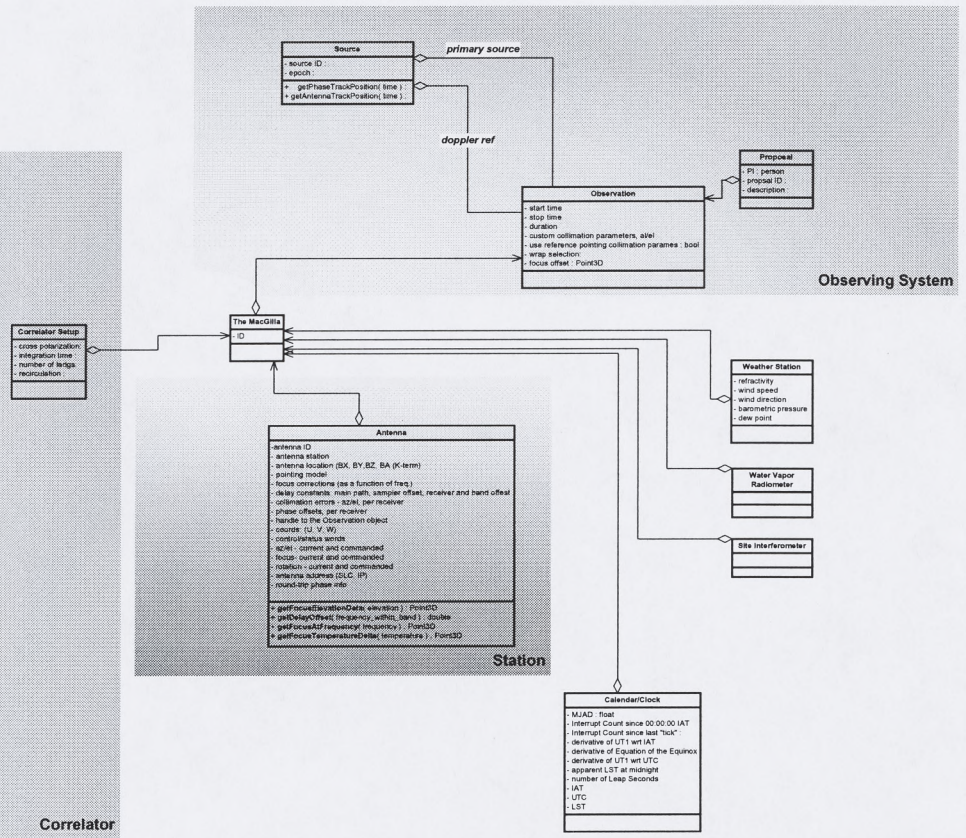 Source
- source ID :
- epoch :
+ getPhaseTrackPosition( time ) :
+ getAntennaTrackPosition( time ) :
primary source
doppler ref
Proposal
- PI : person
- propsal ID :
- description :
Observation
- start time
- stop time
- duration
- custom collimation parameters, al/el
- use reference pointing collimation parames : bool
- wrap selection:
- focus offset : Point3D
Observing System
The MacGilla
- ID
Correlator Setup
- cross polarization:
- integration time
- number of
- recirculation :
Weather Station
- refractivity
- wind speed
- wind direction
- barometric pressure
- dew point
Water Vapor
Radiometer
Site Interferometer
Antenna
-antenna ID
- antenna station
- antenna location (BX, BY,BZ, BA (K-term)
- pointing model
- focus corrections (as a function of freq.)
- delay constants: main path, sampler offset, receiver and band offest
- collimation errors - az/el, per receiver
- phase offsets, per receiver
- handle to the Observation object
- coords: (U, V, W)
- control/status words
- az/el - current and commanded
- focus- current and commanded
- rotation - current and commanded
- antenna address (SLC, IP)
- round-trip phase info
+ getFocusElevationDelta( elevation ) : Point3D
+ getDelayOffset( frequency_within_band ) : double
+ getFocusAtFrequency( frequency ) : Point3D
+ getFocusTemperatureDelta( temperature ) : Point3D
Station
Calendar/Clock
- MJAD : float
- Interrupt Count since 00:00:00 IAT
- Interrupt Count since last "tick" :
- derivative of UT1 wrt IAT
- derivative of Equation of the Equinox
- derivative of UT1 wrt UTC
- apparent LST at midnight
- number of Leap Seconds
- IAT
- UTC
- LST
Correlator